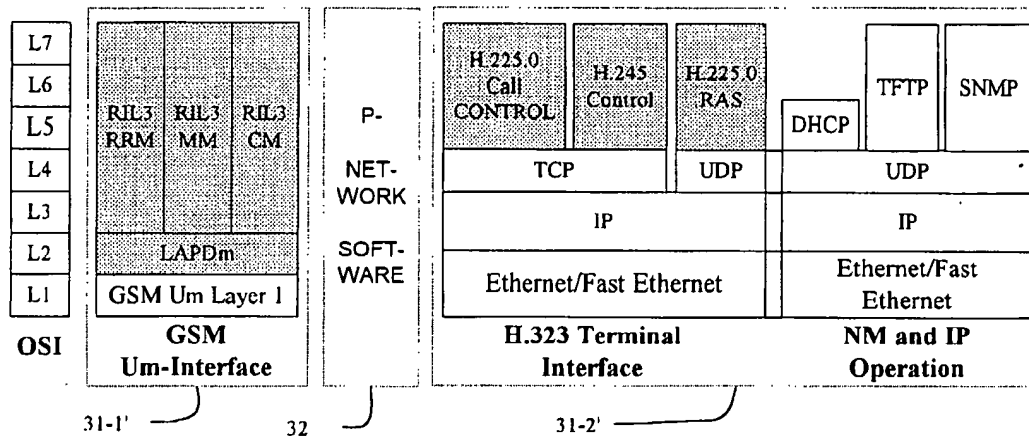 L7
L6
L5
L4
L3
L2
L1
OSI
RIL3
RRM
RIL3
MM
RIL3
CM
LAPDm
GSM Um Layer 1
GSM
Um-Interface
P-
NET-
WORK
SOFT-
WARE
H.225.0
Call
CONTROL
H.245
Control
H.225.0
RAS
TCP
UDP
IP
Ethernet/Fast Ethernet
H.323 Terminal
Interface
DHCP
TFTP
SNMP
UDP
IP
Ethernet/Fast
Ethernet
NM and IP
Operation
31-1'
32
31-2'